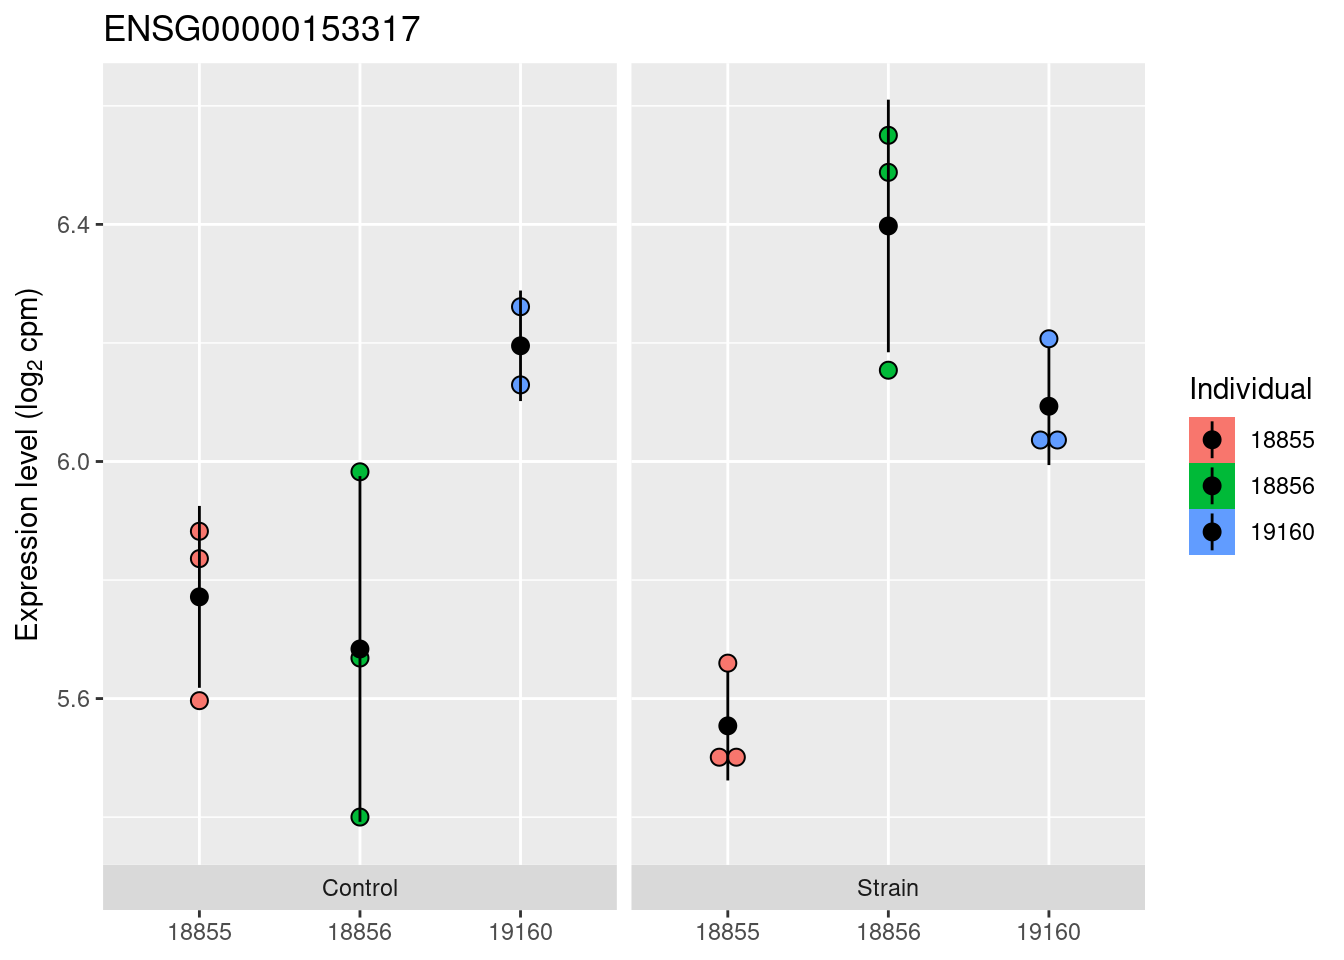 ENSG00000153317
Expression level (log₂ cpm)
6.4
6.0
5.6
Control
Strain
18855 18856 19160
18855 18856 19160
Individual
18855
18856
19160